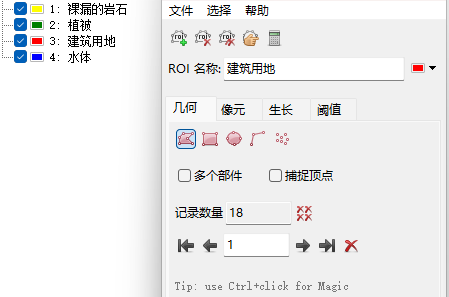 1: 裸漏的岩石
2: 植被
3: 建筑用地
4: 水体
文件 选择 帮助
ROI 名称: 建筑用地
几何 像元 生长 阈值
多个部件 捕捉顶点
记录数量 18
1
Tip: use Ctrl+click for Magic